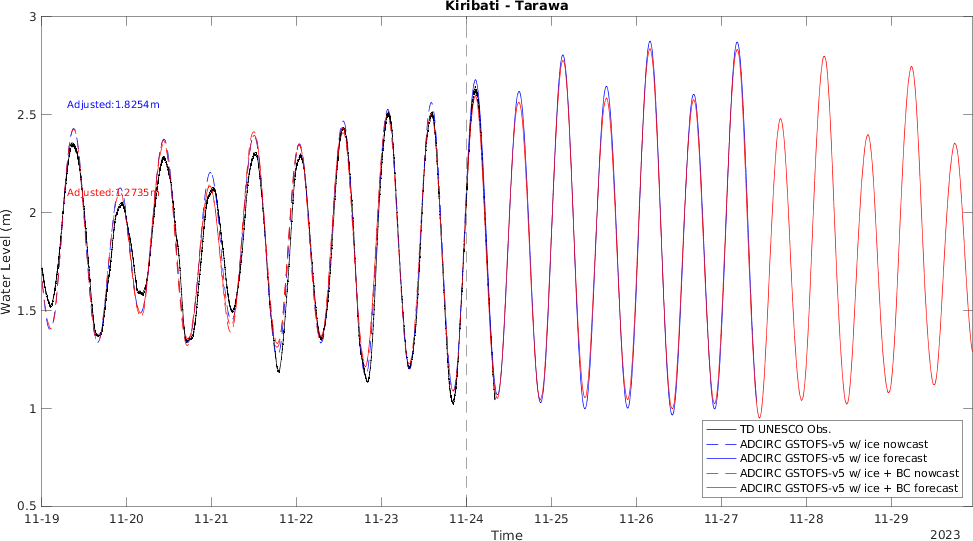 Kiribati - Tarawa
3
2.5
2
1.5
1
0.5
Water Level (m)
Adjusted:1.8254m
Adjusted:1.2735m
TD UNESCO Obs.
ADCIRC GSTOFS-v5 w/ ice nowcast
ADCIRC GSTOFS-v5 w/ ice forecast
ADCIRC GSTOFS-v5 w/ ice + BC nowcast
ADCIRC GSTOFS-v5 w/ ice + BC forecast
11-19 11-20 11-21 11-22 11-23 11-24 11-25 11-26 11-27 11-28 11-29
Time
2023